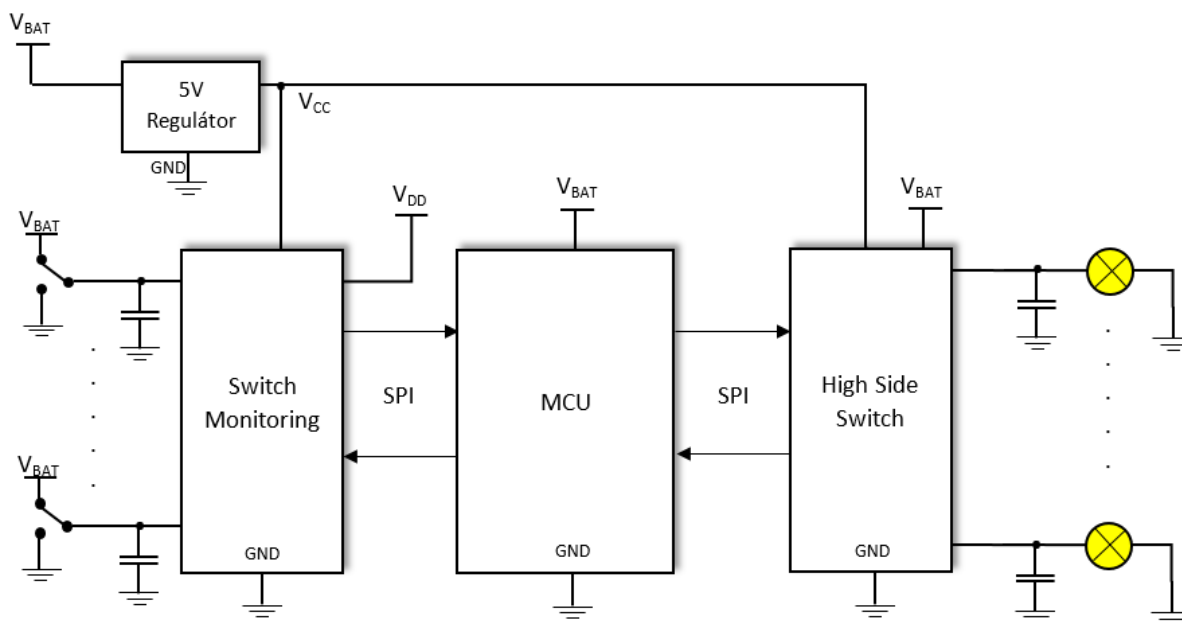 VBAT
5V
Regulátor
VCC
GND
VDD
VBAT
VBAT
VBAT
Switch
Monitoring
SPI
MCU
SPI
High Side
Switch
VBAT
GND
GND
GND